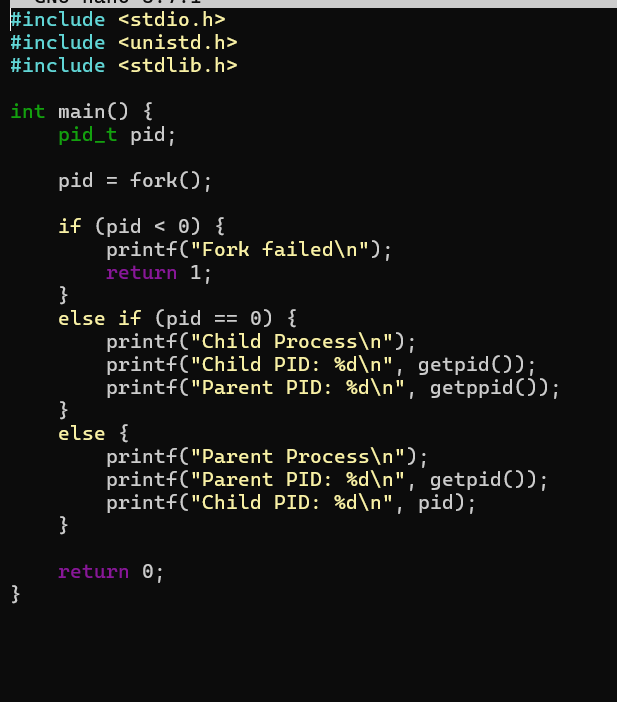 #include <stdio.h>
#include <unistd.h>
#include <stdlib.h>

int main() {
    pid_t pid;

    pid = fork();

    if (pid < 0) {
        printf("Fork failed\n");
        return 1;
    }
    else if (pid == 0) {
        printf("Child Process\n");
        printf("Child PID: %d\n", getpid());
        printf("Parent PID: %d\n", getppid());
    }
    else {
        printf("Parent Process\n");
        printf("Parent PID: %d\n", getpid());
        printf("Child PID: %d\n", pid);
    }

    return 0;
}